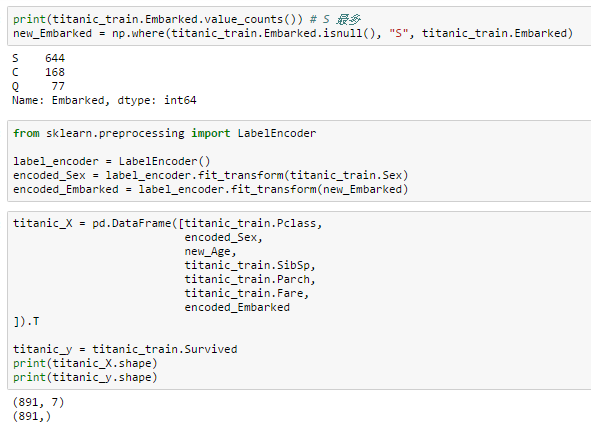 print(titanic_train.Embarked.value_counts()) # S 最多
new_Embarked = np.where(titanic_train.Embarked.isnull(), "S", titanic_train.Embarked)
S    644
C    168
Q     77
Name: Embarked, dtype: int64
from sklearn.preprocessing import LabelEncoder
label_encoder = LabelEncoder()
encoded_Sex = label_encoder.fit_transform(titanic_train.Sex)
encoded_Embarked = label_encoder.fit_transform(new_Embarked)
titanic_X = pd.DataFrame([titanic_train.Pclass,
                          encoded_Sex,
                          new_Age,
                          titanic_train.SibSp,
                          titanic_train.Parch,
                          titanic_train.Fare,
                          encoded_Embarked
]).T
titanic_y = titanic_train.Survived
print(titanic_X.shape)
print(titanic_y.shape)
(891, 7)
(891,)